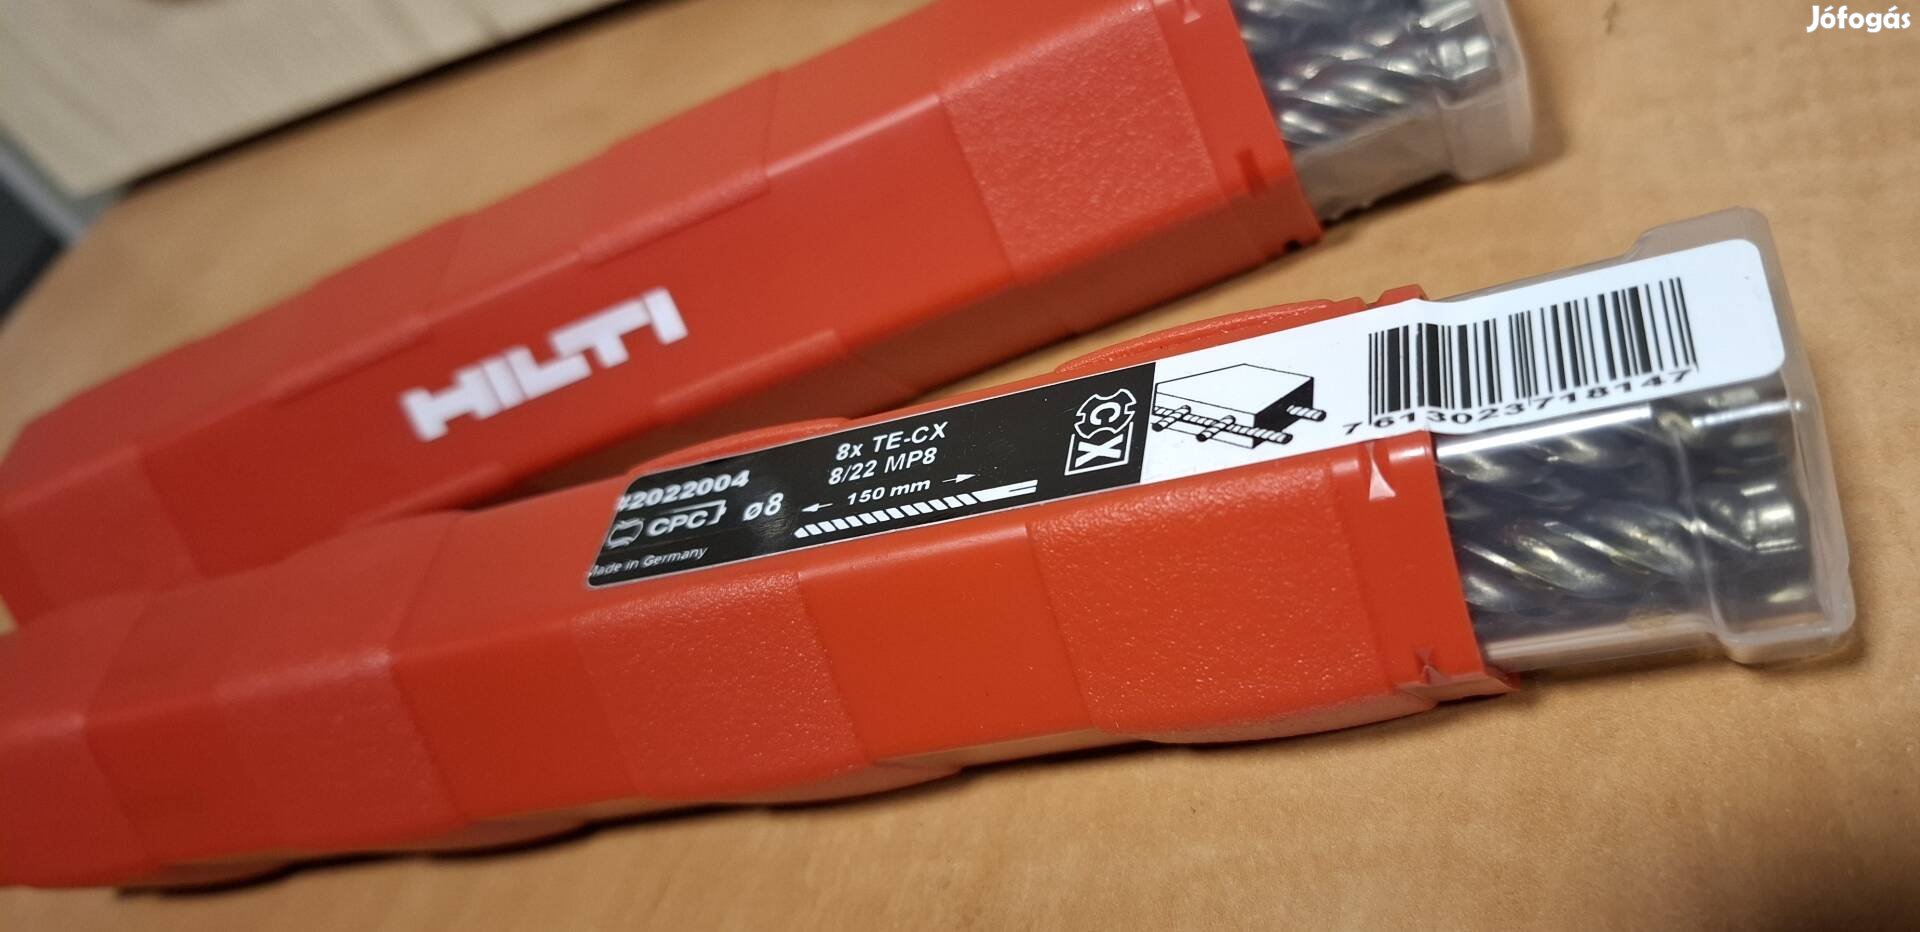 Jófogás
HILTI
#2022004
CPC
Made in Germany
ø8
8x TE-CX
8/22 MP8
150 mm
CX
7613023718147